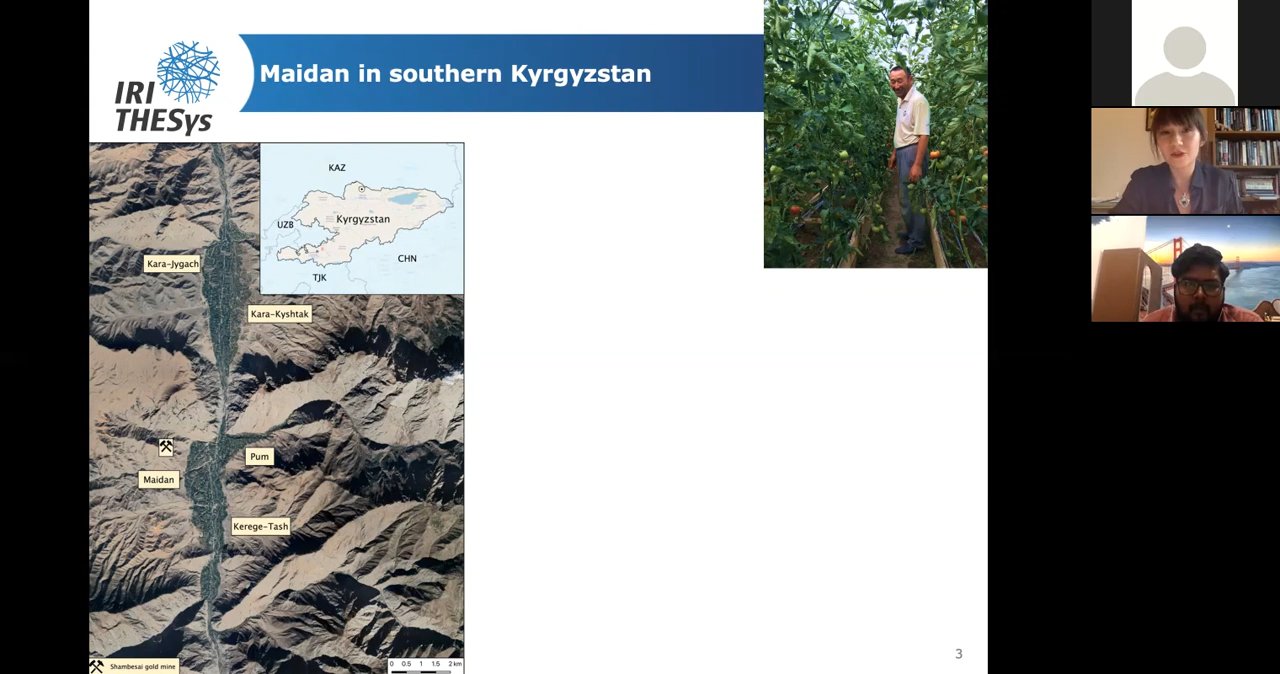 IRI
THESys
Maidan in southern Kyrgyzstan
KAZ
UZB
Kyrgyzstan
CHN
TJK
Kara-Jygach
Kara-Kyshtak
Pum
Maidan
Kerege-Tash
Shambesai gold mine
0 0.5 1 1.5 2 km
3